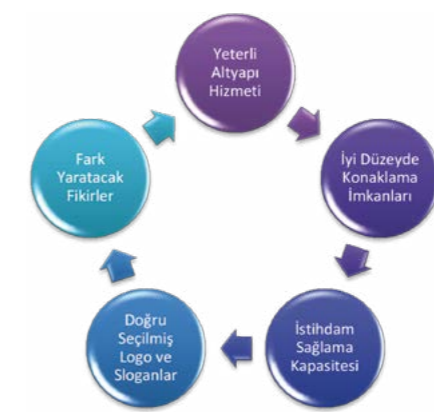 Yeterli
Altyapı
Hizmeti
İyi Düzeyde
Konaklama
İmkanları
İstihdam
Sağlama
Kapasitesi
Doğru
Seçilmiş
Logo ve
Sloganlar
Fark
Yaratacak
Fikirler